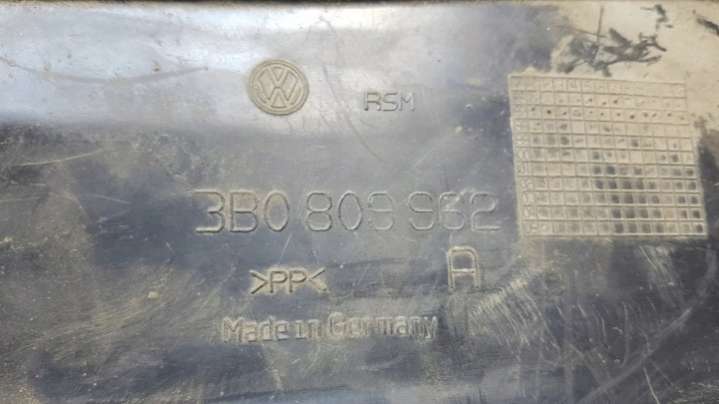 RSM
3B0 809 962
A
>PP<
Made in Germany